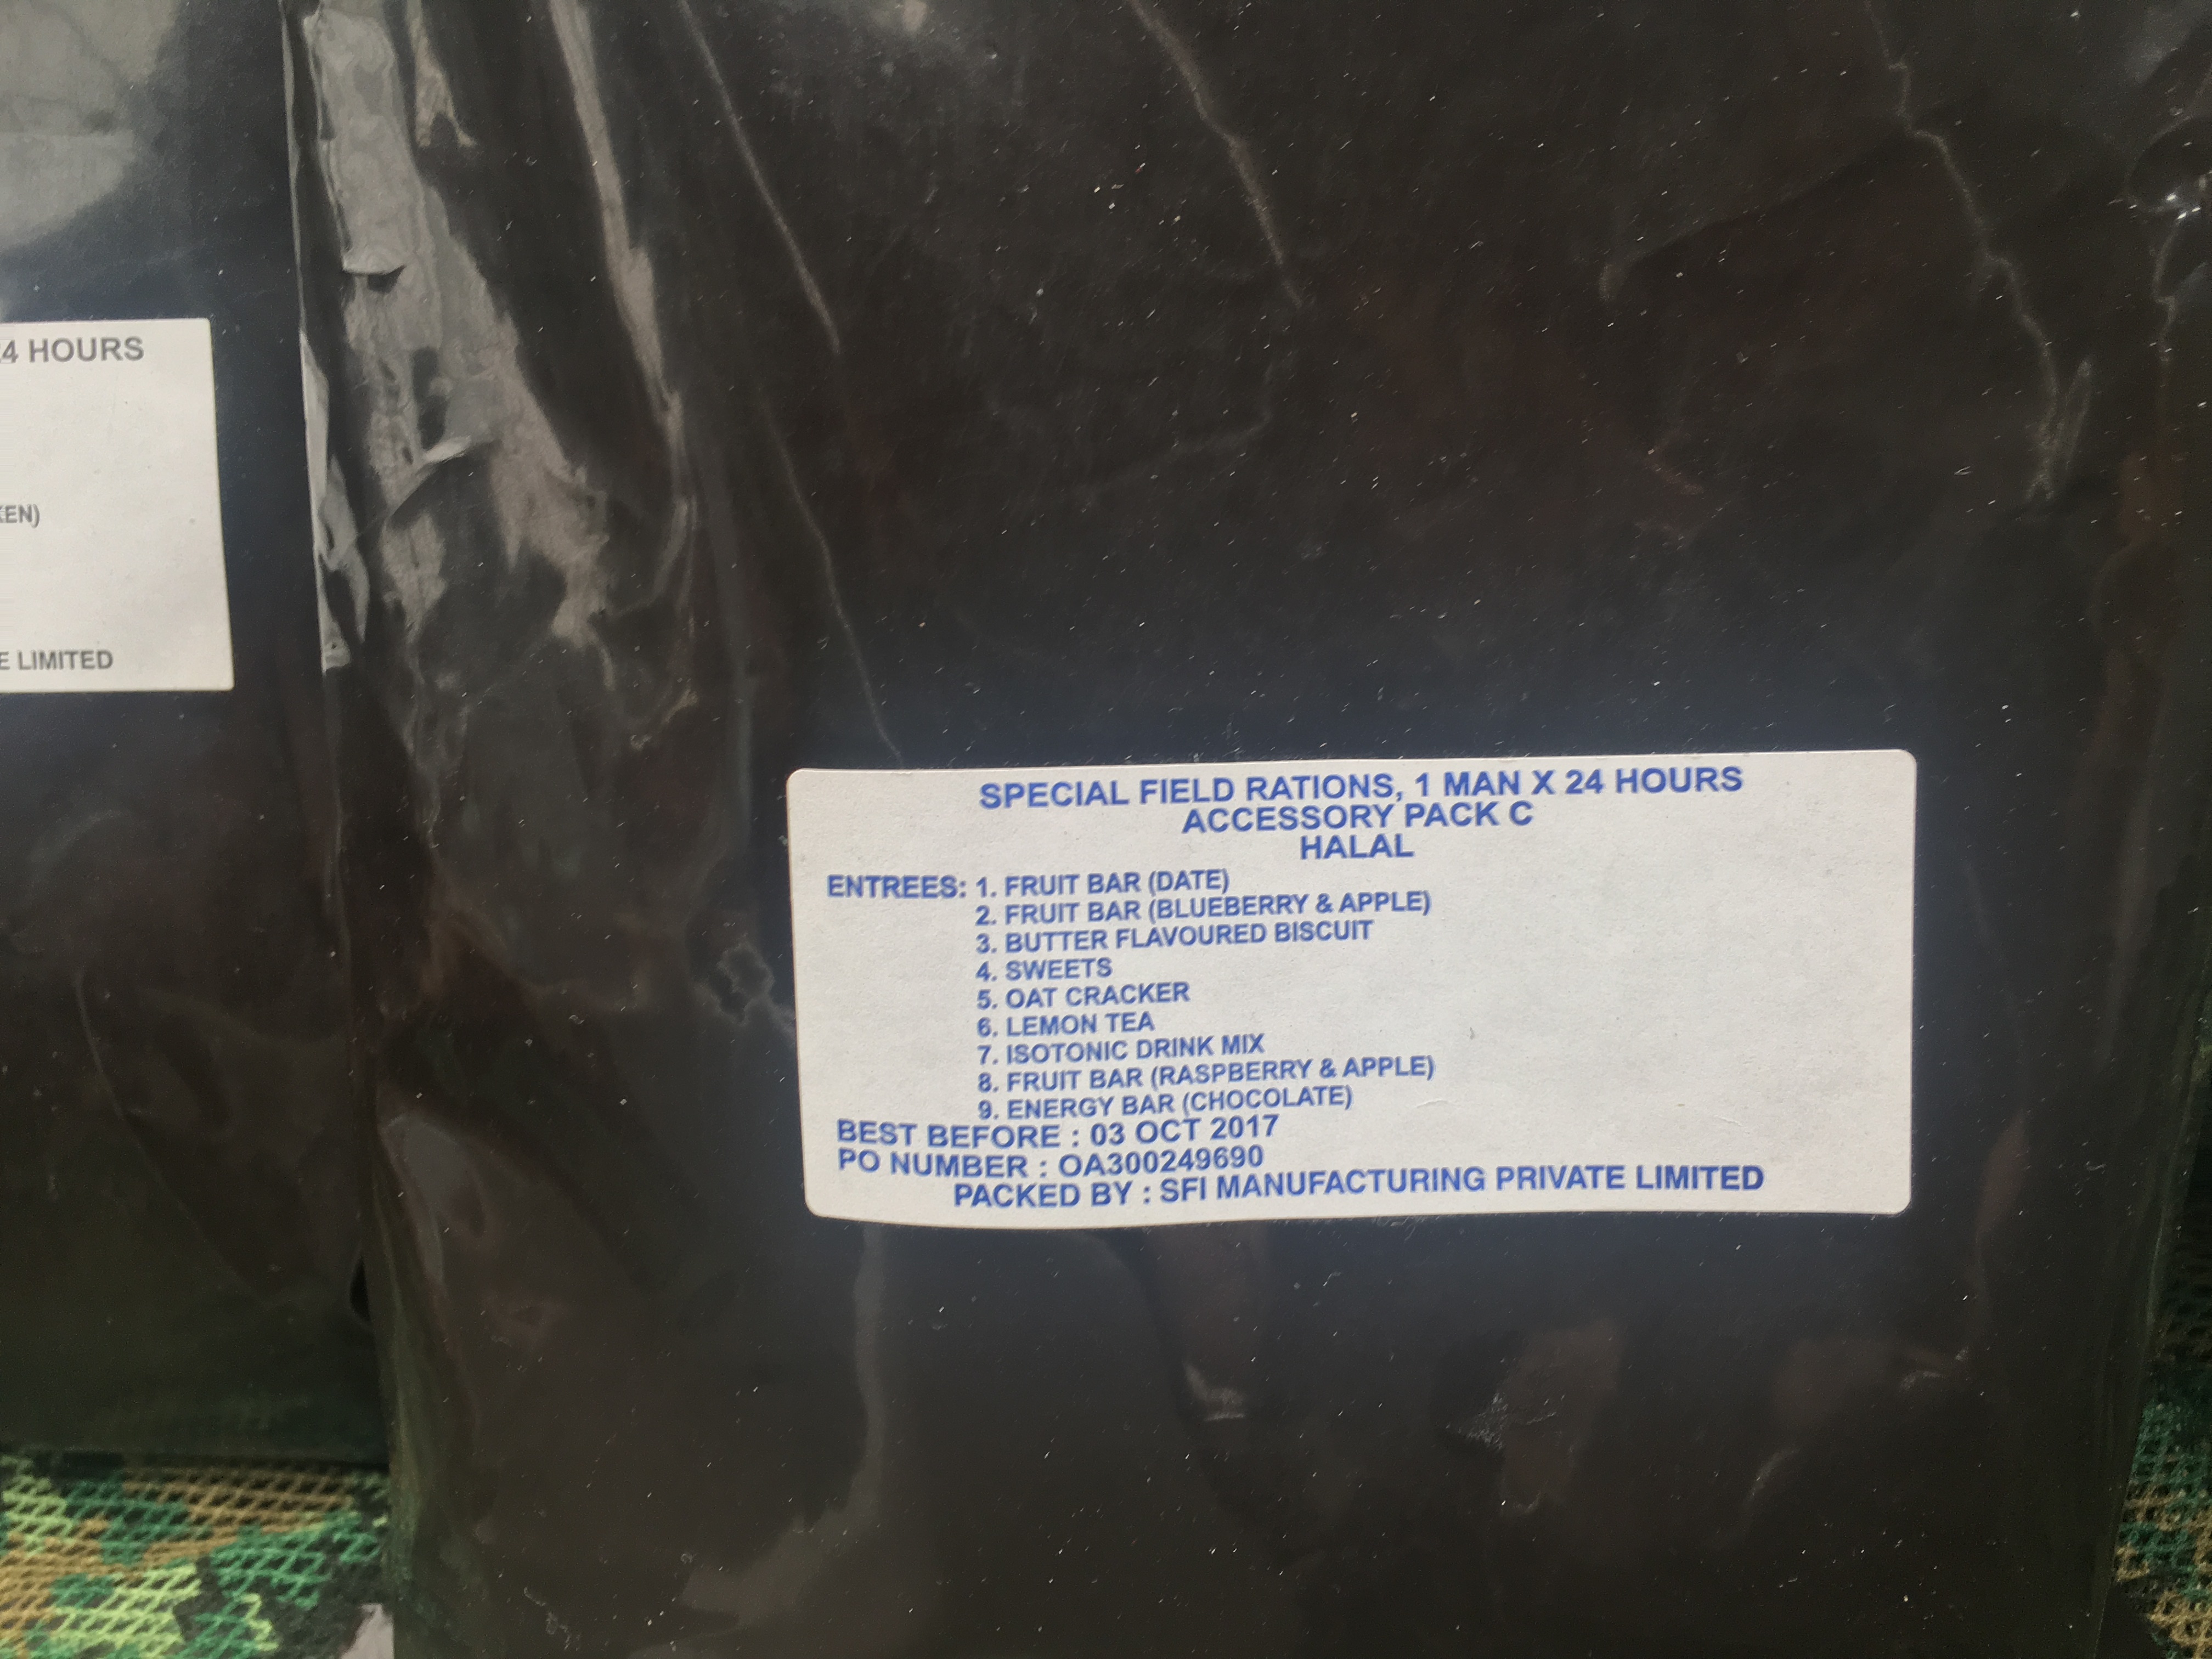 4 HOURS
LIMITED
SPECIAL FIELD RATIONS, 1 MAN X 24 HOURS
ACCESSORY PACK C
HALAL
ENTREES: 1. FRUIT BAR (DATE)
2. FRUIT BAR (BLUEBERRY & APPLE)
3. BUTTER FLAVOURED BISCUIT
4. SWEETS
5. OAT CRACKER
6. LEMON TEA
7. ISOTONIC DRINK MIX
8. FRUIT BAR (RASPBERRY & APPLE)
9. ENERGY BAR (CHOCOLATE)
BEST BEFORE : 03 OCT 2017
PO NUMBER : OA300249690
PACKED BY : SFI MANUFACTURING PRIVATE LIMITED